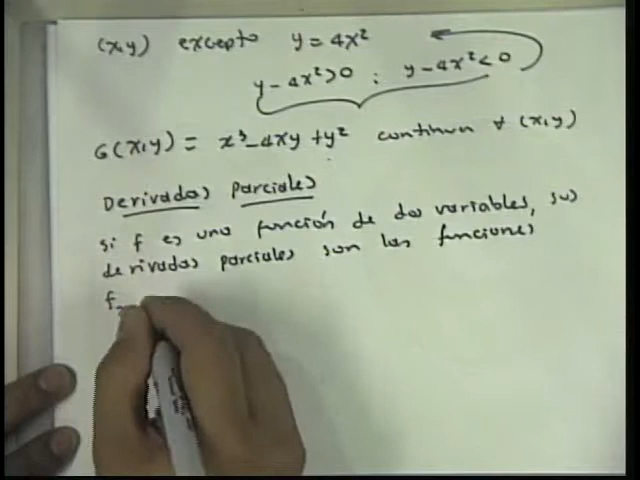 (x,y) excepto y = 4x²
y - 4x² > 0 ; y - 4x² < 0
G(x,y) = x³ - 4xy + y² continua ∀ (x,y)
Derivadas Parciales
si f es una función de dos variables, sus
derivadas parciales son las funciones
f